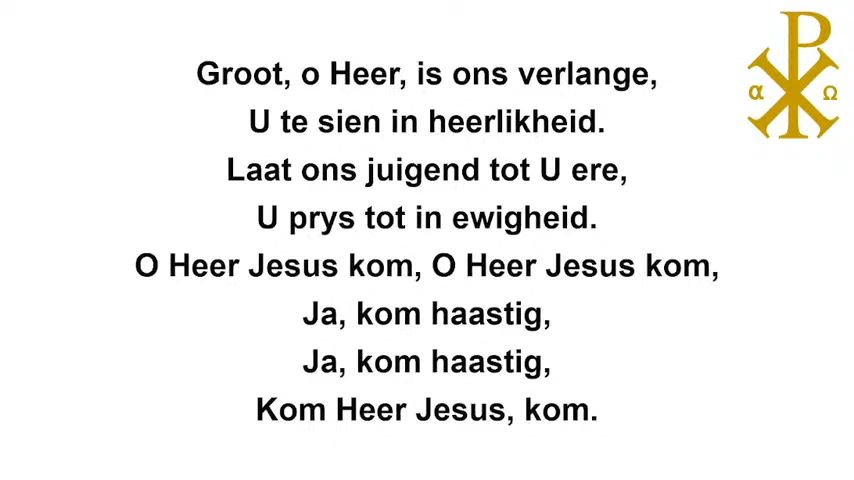 Groot, o Heer, is ons verlange,
U te sien in heerlikheid.
Laat ons juigend tot U ere,
U prys tot in ewigheid.
O Heer Jesus kom, O Heer Jesus kom,
Ja, kom haastig,
Ja, kom haastig,
Kom Heer Jesus, kom.
α Ω